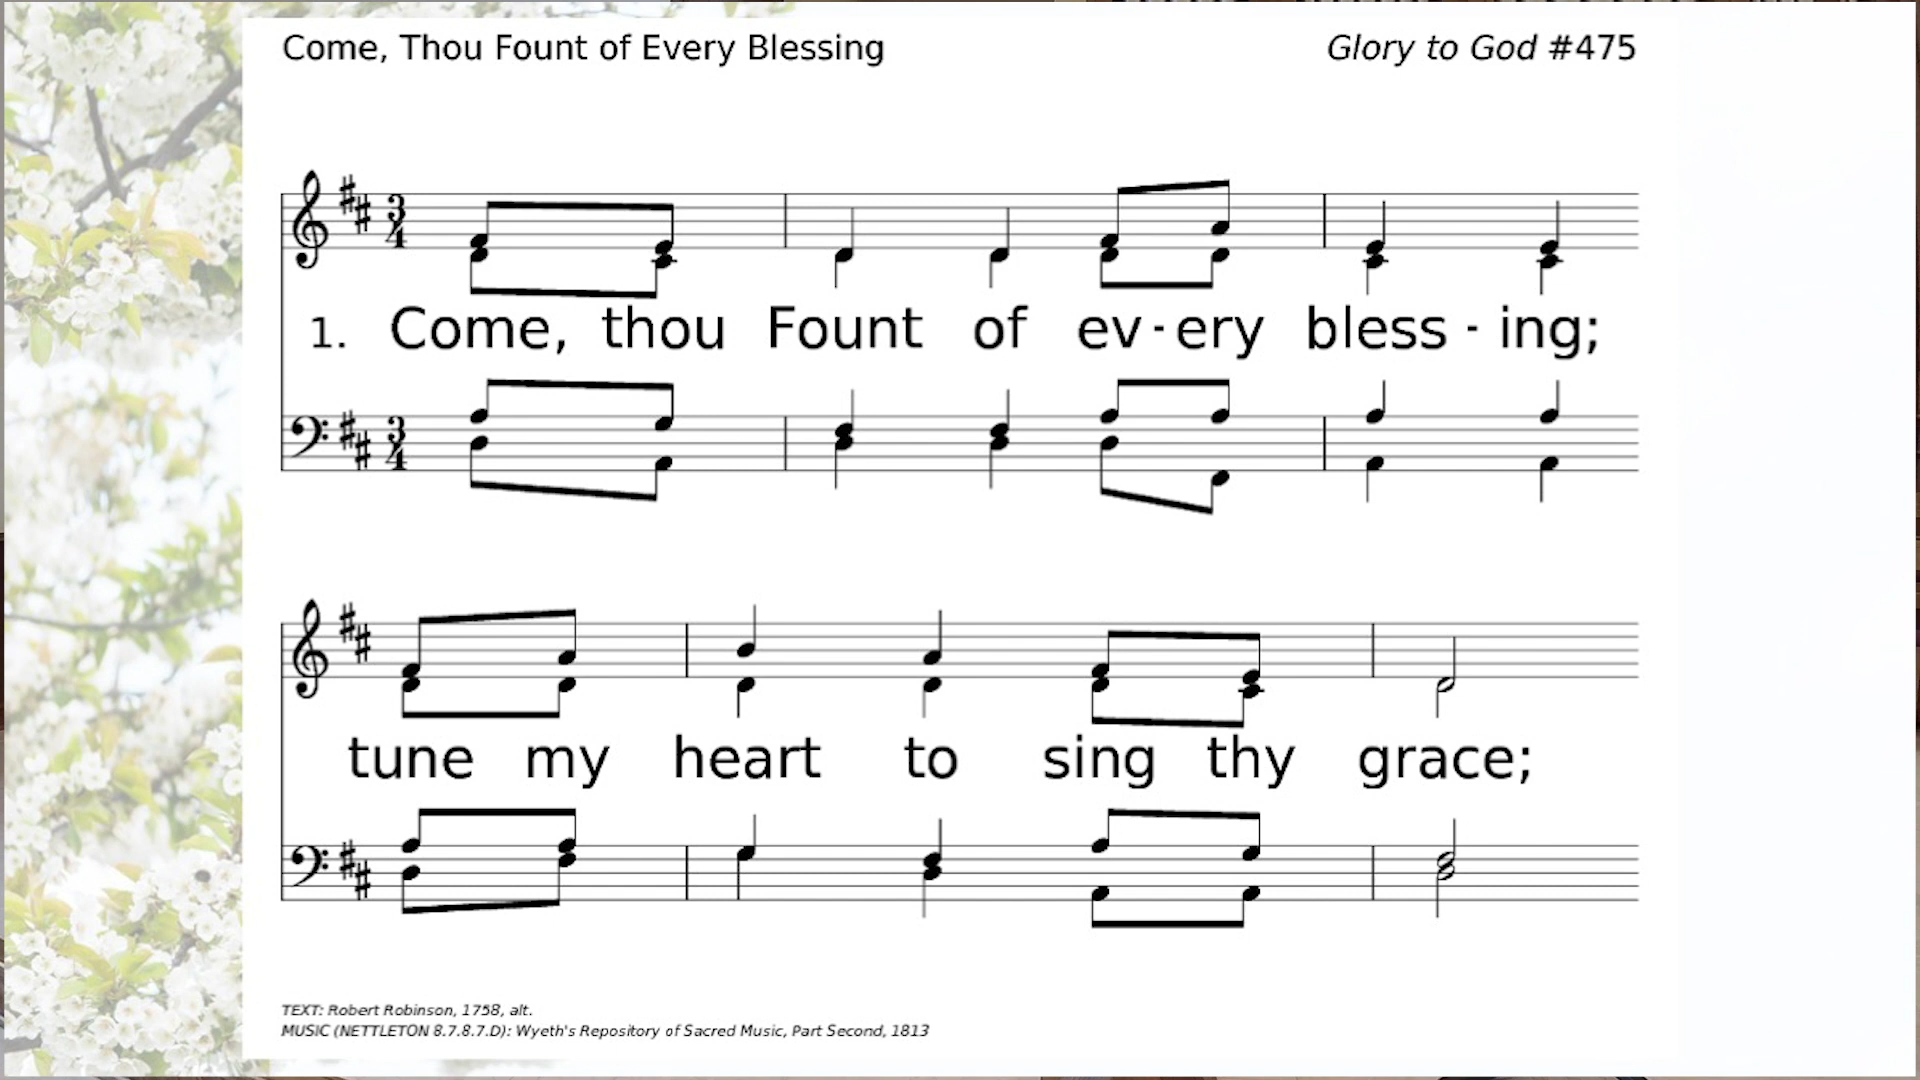 Come, Thou Fount of Every Blessing
Glory to God #475
1. Come, thou Fount of ev - ery bless - ing;
tune my heart to sing thy grace;
TEXT: Robert Robinson, 1758, alt.
MUSIC (NETTLETON 8.7.8.7.D): Wyeth's Repository of Sacred Music, Part Second, 1813